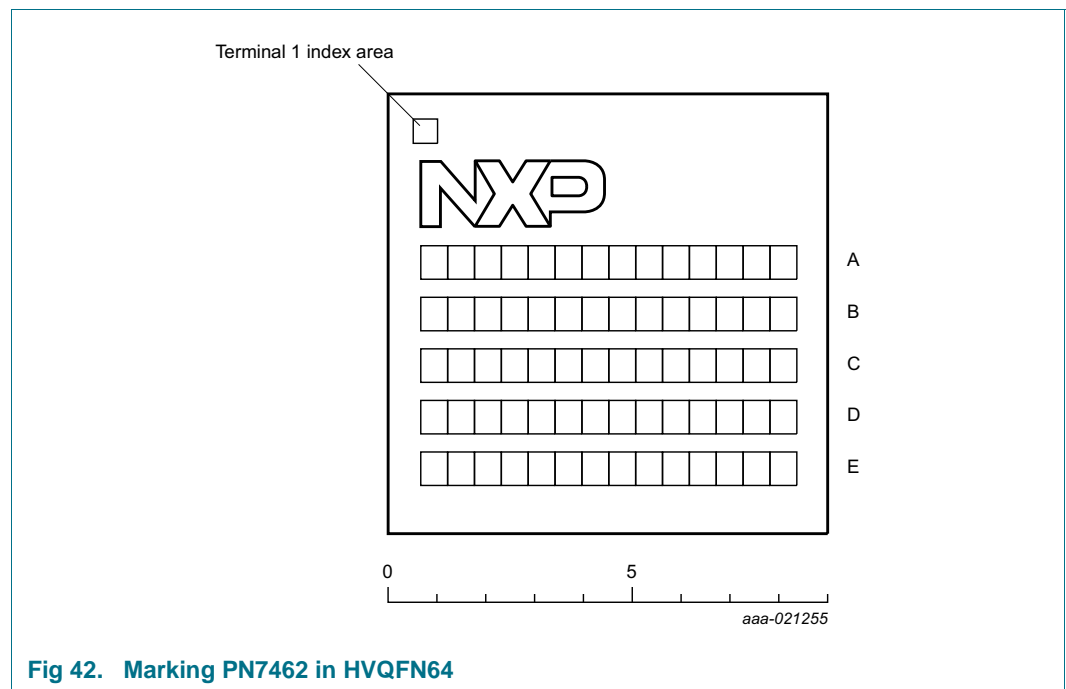 Terminal 1 index area
NXP
A
B
C
D
E
0 5
aaa-021255
Fig 42. Marking PN7462 in HVQFN64